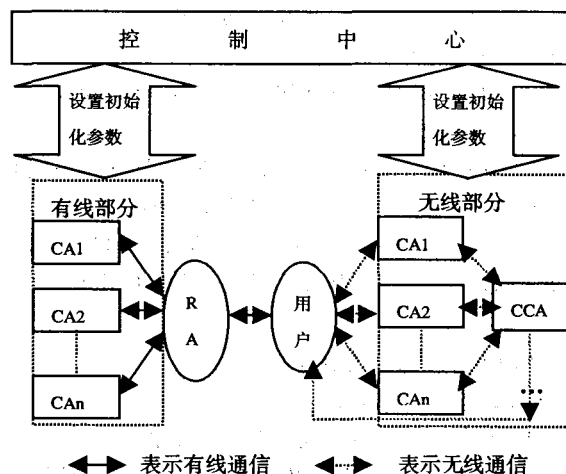 控制中心
设置初始
化参数
设置初始
化参数
有线部分
CA1
CA2
CAn
R
A
用
户
无线部分
CA1
CA2
CAn
CCA
...
表示有线通信
表示无线通信